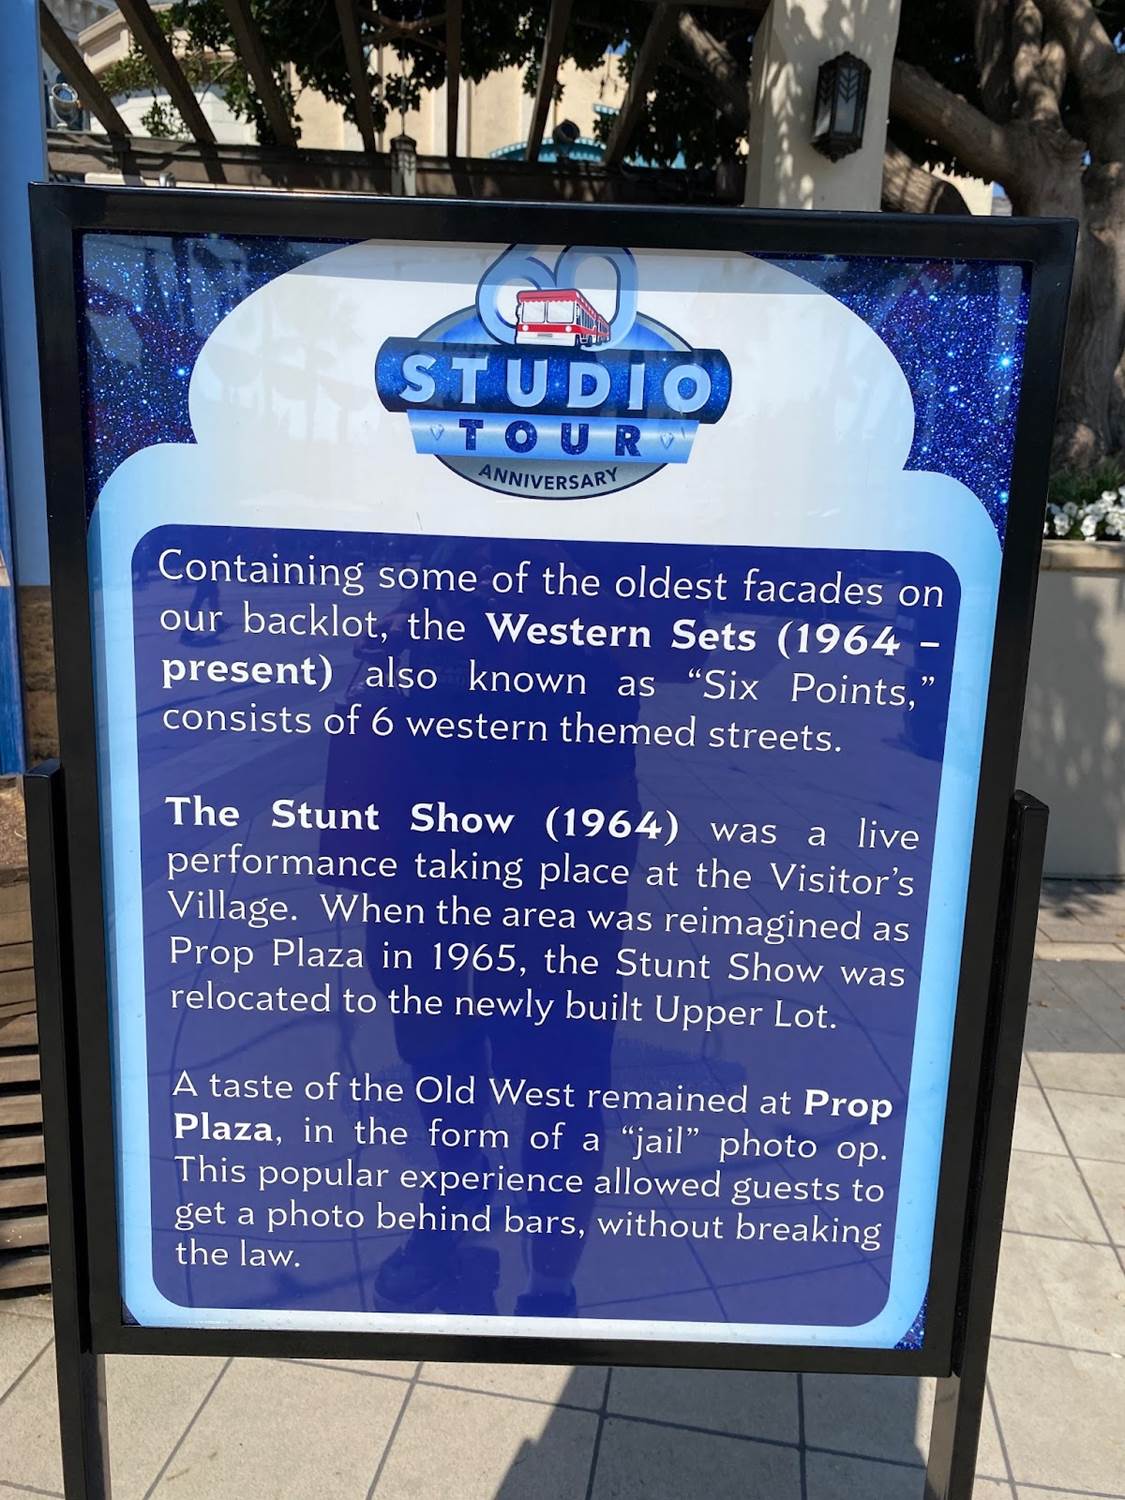 60
STUDIO
TOUR
ANNIVERSARY
Containing some of the oldest facades on
our backlot, the Western Sets (1964 –
present) also known as “Six Points,”
consists of 6 western themed streets.
The Stunt Show (1964) was a live
performance taking place at the Visitor’s
Village. When the area was reimagined as
Prop Plaza in 1965, the Stunt Show was
relocated to the newly built Upper Lot.
A taste of the Old West remained at Prop
Plaza, in the form of a “jail” photo op.
This popular experience allowed guests to
get a photo behind bars, without breaking
the law.